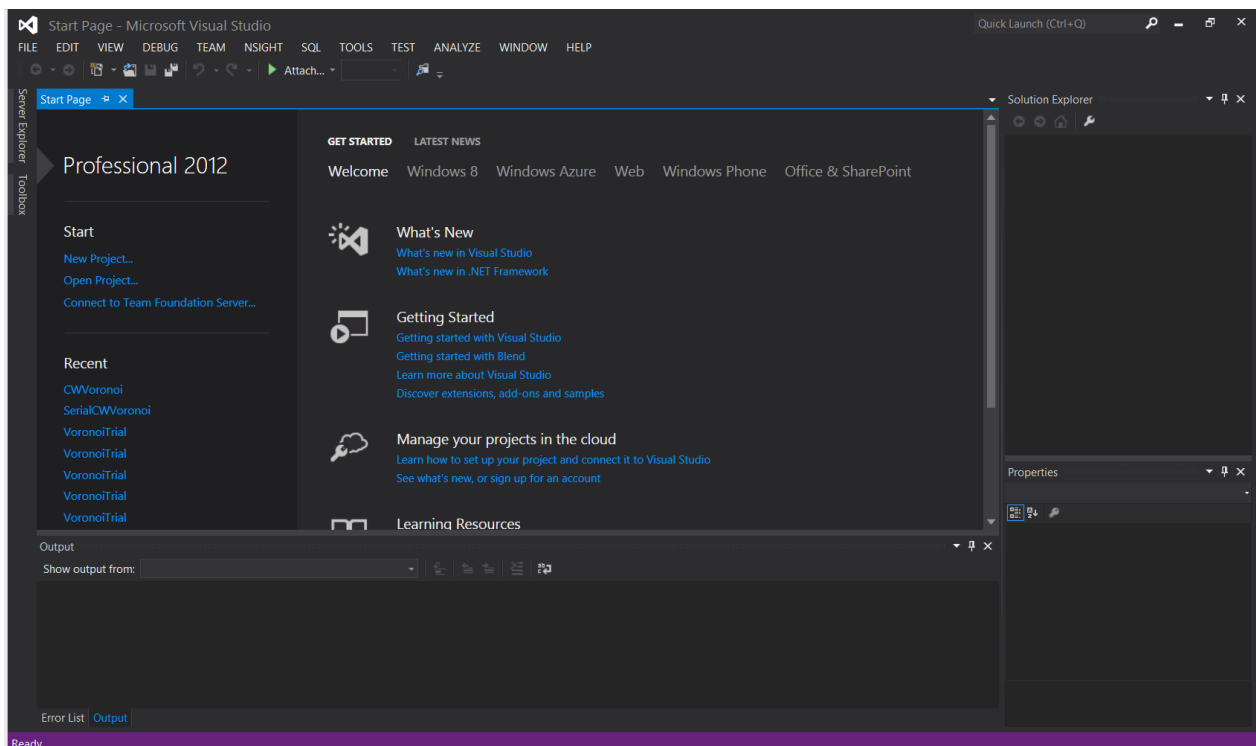 Start Page - Microsoft Visual Studio
Quick Launch (Ctrl+Q)
FILE EDIT VIEW DEBUG TEAM NSIGHT SQL TOOLS TEST ANALYZE WINDOW HELP
Attach...
Server Explorer
Toolbox
Start Page
Professional 2012
Start
New Project...
Open Project...
Connect to Team Foundation Server...
Recent
CWVoronoi
SerialCWVoronoi
VoronoiTrial
VoronoiTrial
VoronoiTrial
VoronoiTrial
VoronoiTrial
GET STARTED LATEST NEWS
Welcome Windows 8 Windows Azure Web Windows Phone Office & SharePoint
What's New
What's new in Visual Studio
What's new in .NET Framework
Getting Started
Getting started with Visual Studio
Getting started with Blend
Learn more about Visual Studio
Discover extensions, add-ons and samples
Manage your projects in the cloud
Learn how to set up your project and connect it to Visual Studio
See what's new, or sign up for an account
Learning Resources
Solution Explorer
Properties
Output
Show output from:
Error List Output
Ready